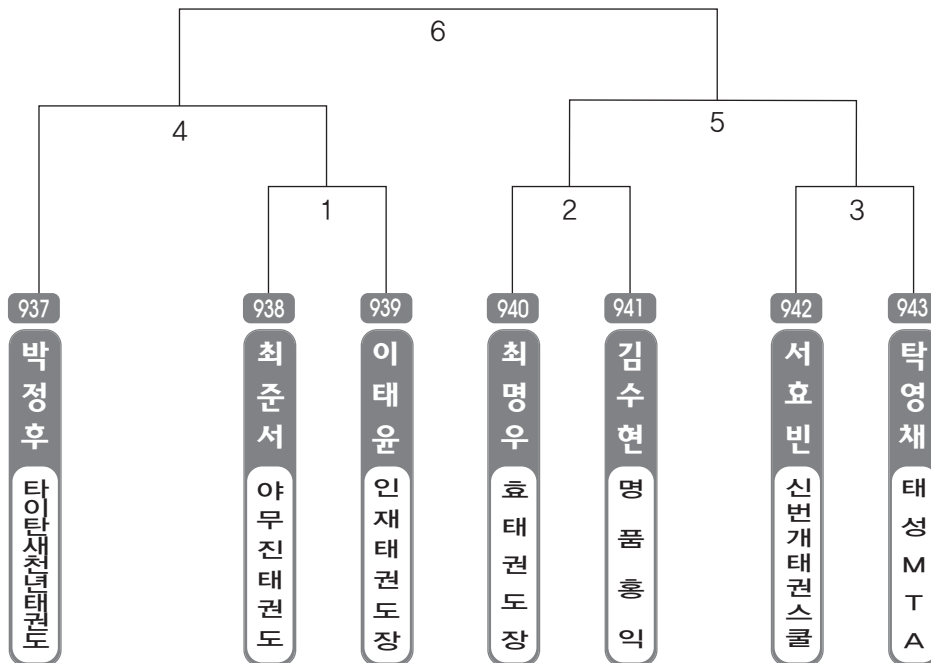 6
4
5
1
2
3
937
938
939
940
941
942
943
박정후
최준서
이태윤
최명우
김수현
서효빈
탁영채
타이탄새천년태권도
야무진태권도
인재태권도장
효태권도장
명품홍익
신번개태권스쿨
태성MTA